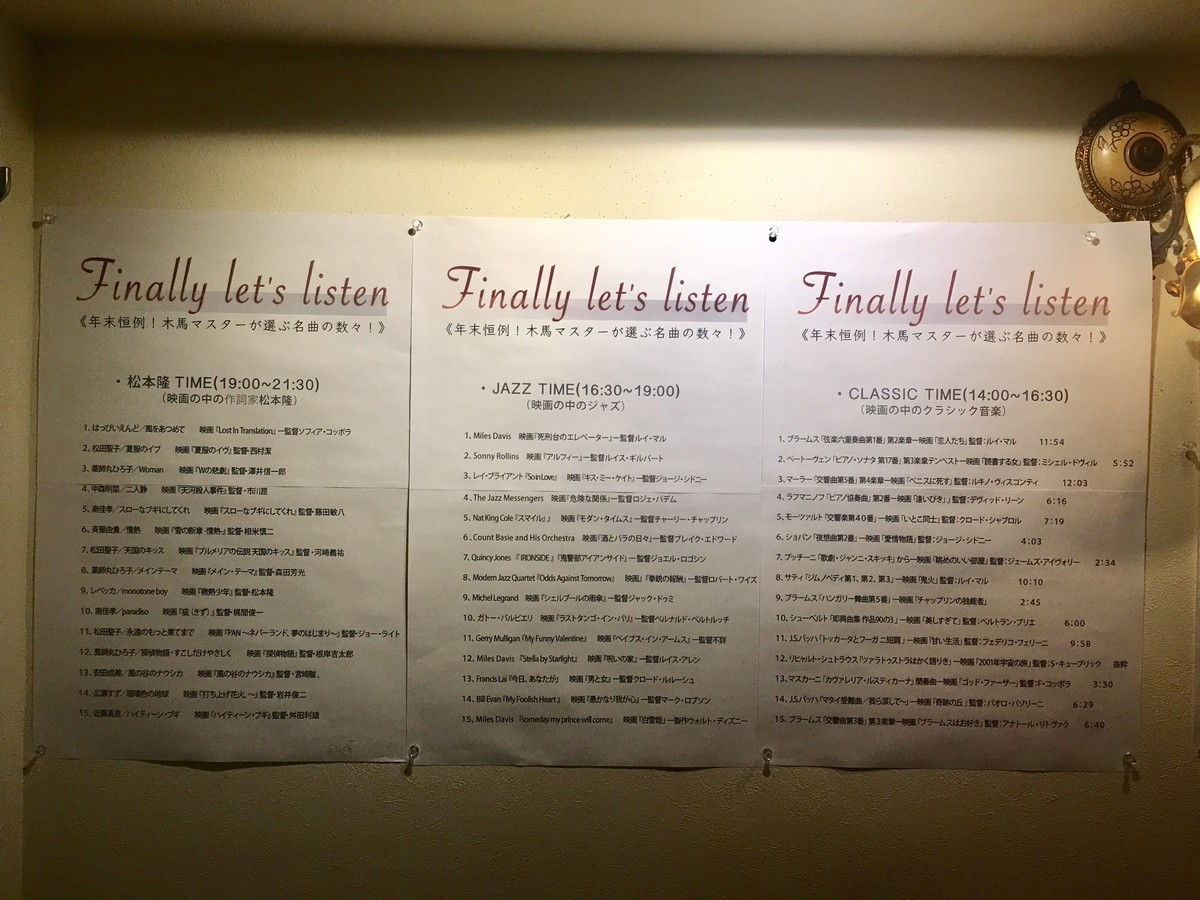 Finally let's listen
《年末恒例！木馬マスターが選ぶ名曲の数々！》
・松本隆 TIME(19:00~21:30)
（映画の中の作詞家松本隆）
1、はっぴいえんど／風をあつめて　映画『Lost In Translation』ー監督ソフィア・コッポラ
2、松田聖子／夏服のイブ　映画『夏服のイヴ』監督・西村潔
3、薬師丸ひろ子／Woman　映画『Wの悲劇』監督・澤井信一郎
4、中森明菜／二人静　映画『天河殺人事件』監督・市川崑
5、南佳孝／スローなブギにしてくれ　映画『スローなブギにしてくれ』監督・藤田敏八
6、斉藤由貴／情熱　映画『雪の断章・情熱』監督・相米慎二
7、松田聖子／天国のキッス　映画『プルメリアの伝説 天国のキッス』監督・河崎義祐
8、薬師丸ひろ子／メインテーマ　映画『メイン・テーマ』監督・森田芳光
9、レベッカ／monotone boy　映画『微熱少年』監督・松本隆
10、南佳孝／paradiso　映画『疵（きず）』監督・梶間俊一
11、松田聖子／永遠のもっと果てまで　映画『PAN ～ネバーランド、夢のはじまり～』監督・ジョー・ライト
12、薬師丸ひろ子／探偵物語・すこしだけやさしく　映画『探偵物語』監督・根岸吉太郎
13、安田成美／風の谷のナウシカ　映画『風の谷のナウシカ』監督・宮崎駿、
14、広瀬すず／瑠璃色の地球　映画『打ち上げ花火、～』監督・岩井俊二
15、近藤真彦／ハイティーン・ブギ　映画『ハイティーン・ブギ』監督・舛田利雄
Finally let's listen
《年末恒例！木馬マスターが選ぶ名曲の数々！》
・JAZZ TIME(16:30~19:00)
（映画の中のジャズ）
1、Miles Davis　映画『死刑台のエレベーター』ー監督ルイ・マル
2、Sonny Rollins　映画『アルフィー』ー監督ルイス・ギルバート
3、レイ・ブライアント『Soin Love』　映画『キス・ミー・ケイト』ー監督ジョージ・シドニー
4、The Jazz Messengers　映画『危険な関係』ー監督ロジェ・バデム
5、Nat King Cole『スマイル』』　映画『モダン・タイムス』ー監督チャーリー・チャップリン
6、Count Basie and His Orchestra　映画『酒とバラの日々』ー監督ブレイク・エドワード
7、Quincy Jones　『IRONSIDE』『鬼警部アイアンサイド』ー監督ジョエル・ロゴシン
8、Modern Jazz Quartet『Odds Against Tomorrow』　映画』『拳銃の報酬』ー監督ロバート・ワイズ
9、Michel Legrand　映画『シェルブールの雨傘』ー監督ジャック・ドゥミ
10、ガトー・バルビエリ　映画『ラストタンゴ・イン・パリ』ー監督ベルナルド・ベルトルッチ
11、Gerry Mulligan『My Funny Valentine』　映画『ベイブス・イン・アームス』ー監督不群
12、Miles Davis　『Stella by Starlight』　映画『呪いの家』ー監督ルイス・アレン
13、Francis Lai『今日、あなたが』　映画『男と女』ー監督クロード・ルルーシュ
14、Bill Evan『My Foolish Heart』　映画『愚かなり我が心』ー監督マーク・ロブソン
15、Miles Davis　『someday my prince will come』　映画『白雪姫』ー製作ウォルト・ディズニー
Finally let's listen
《年末恒例！木馬マスターが選ぶ名曲の数々！》
・CLASSIC TIME(14:00~16:30)
（映画の中のクラシック音楽）
1、ブラームス「弦楽六重奏曲第1番」第2楽章ー映画「恋人たち」監督：ルイ・マル　11:54
2、ベートーヴェン「ピアノ・ソナタ 第17番」第3楽章テンペストー映画「読書する女」監督：ミシェル・ドヴィル　5:52
3、マーラー「交響曲第5番」第4楽章ー映画「ベニスに死す」監督：ルキノ・ヴィスコンティ　12:03
4、ラフマニノフ「ピアノ協奏曲」第2番ー映画「逢いびき」」監督：デヴィッド・リーン　6:16
5、モーツァルト「交響楽第40番」ー映画「いとこ同士」監督：クロード・シャブロル　7:19
6、ショパン「夜想曲第2番」ー映画「愛情物語」監督：ジョージ・シドニー　4:03
7、プッチーニ「歌劇・ジャンニ・スキッキ」からー映画「眺めのいい部屋」監督：ジェームズ・アイヴォリー　2:34
8、サティ「ジムノペディ第1、第2、第3」ー映画「鬼火」監督：ルイ・マル　10:10
9、ブラームス「ハンガリー舞曲第5番」ー映画「チャップリンの独裁者」　2:45
10、シューベルト「即興曲集 作品90の3」ー映画「美しすぎて」監督：ベルトラン・ブリエ　6:00
11、J.S.バッハ「トッカータとフーガ ニ短調」ー映画「甘い生活」監督：フェデリコ・フェリーニ　9:58
12、リヒャルト・シュトラウス「ツァラトゥストラはかく語りき」ー映画「2001年宇宙の旅」監督：S・キューブリック　抜粋
13、マスカーニ「カヴァレリア・ルスティカーナ」間奏曲ー映画「ゴッド・ファーザー」監督：F・コッポラ　3:30
14、J.S.バッハ「マタイ受難曲／我ら涙して～」ー映画「奇跡の丘」監督：パオロ・パゾリーニ　6:29
15、ブラームス「交響曲第3番」第3楽章ー映画「ブラームスはお好き」監督：アナトール・リトヴァク　6:40